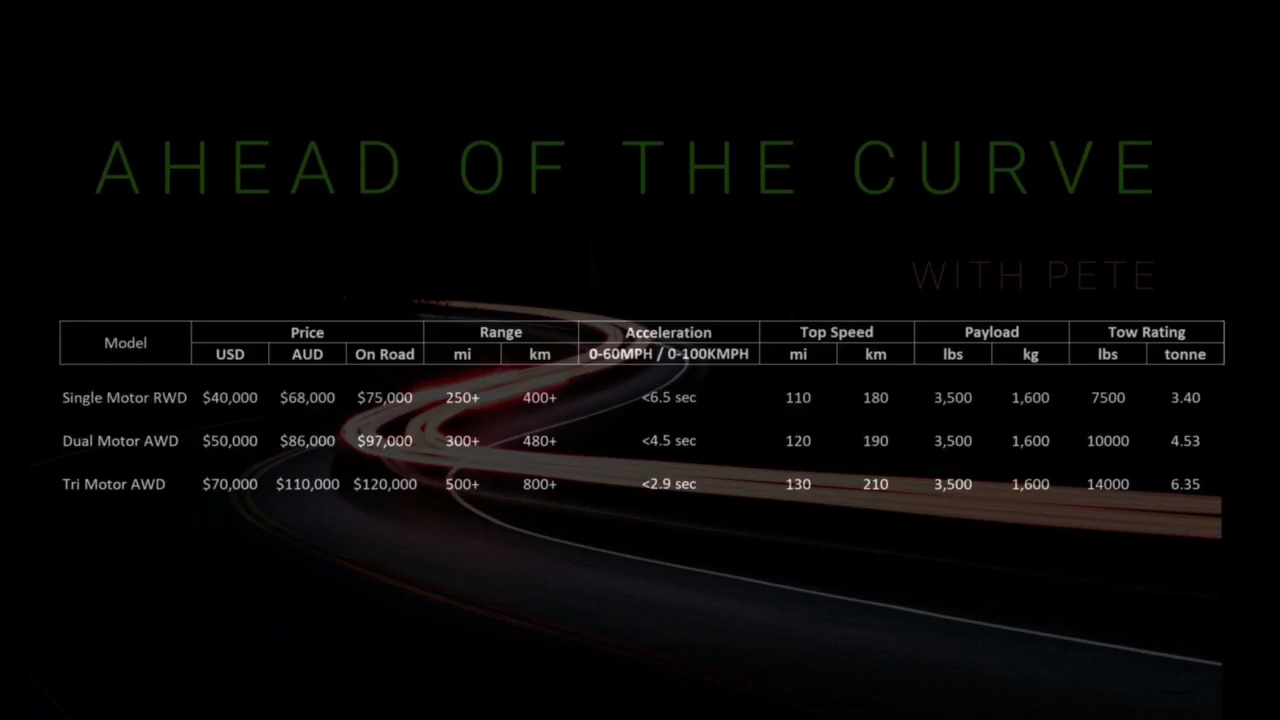 AHEAD OF THE CURVE
WITH PETE
Model Price Range Acceleration Top Speed Payload Tow Rating
USD AUD On Road mi km 0-60MPH / 0-100KMPH mi km lbs kg lbs tonne
Single Motor RWD $40,000 $68,000 $75,000 250+ 400+ <6.5 sec 110 180 3,500 1,600 7500 3.40
Dual Motor AWD $50,000 $86,000 $97,000 300+ 480+ <4.5 sec 120 190 3,500 1,600 10000 4.53
Tri Motor AWD $70,000 $110,000 $120,000 500+ 800+ <2.9 sec 130 210 3,500 1,600 14000 6.35